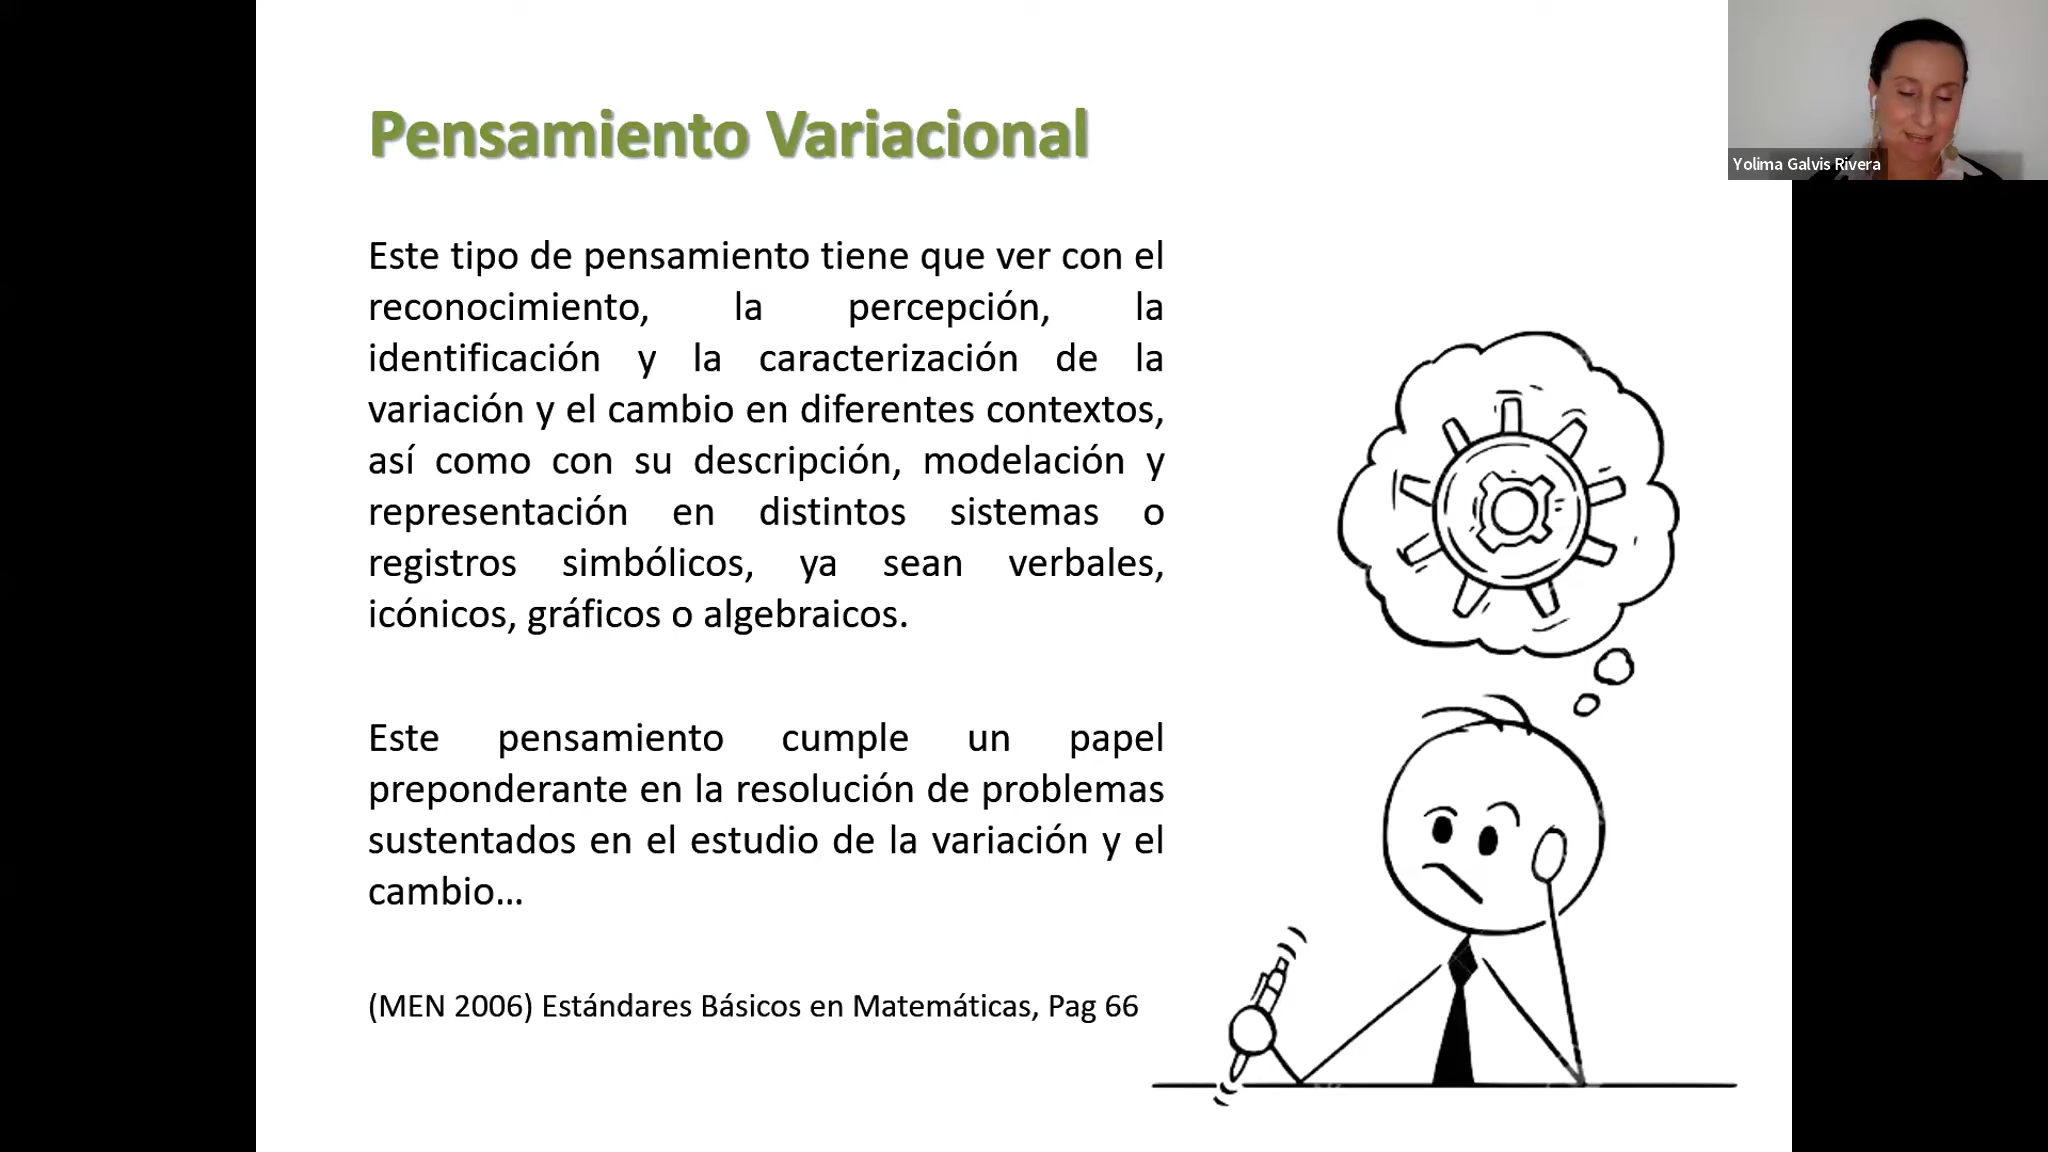 Pensamiento Variacional
Yolima Galvis Rivera
Este tipo de pensamiento tiene que ver con el
reconocimiento, la percepción, la
identificación y la caracterización de la
variación y el cambio en diferentes contextos,
así como con su descripción, modelación y
representación en distintos sistemas o
registros simbólicos, ya sean verbales,
icónicos, gráficos o algebraicos.
Este pensamiento cumple un papel
preponderante en la resolución de problemas
sustentados en el estudio de la variación y el
cambio…
(MEN 2006) Estándares Básicos en Matemáticas, Pag 66